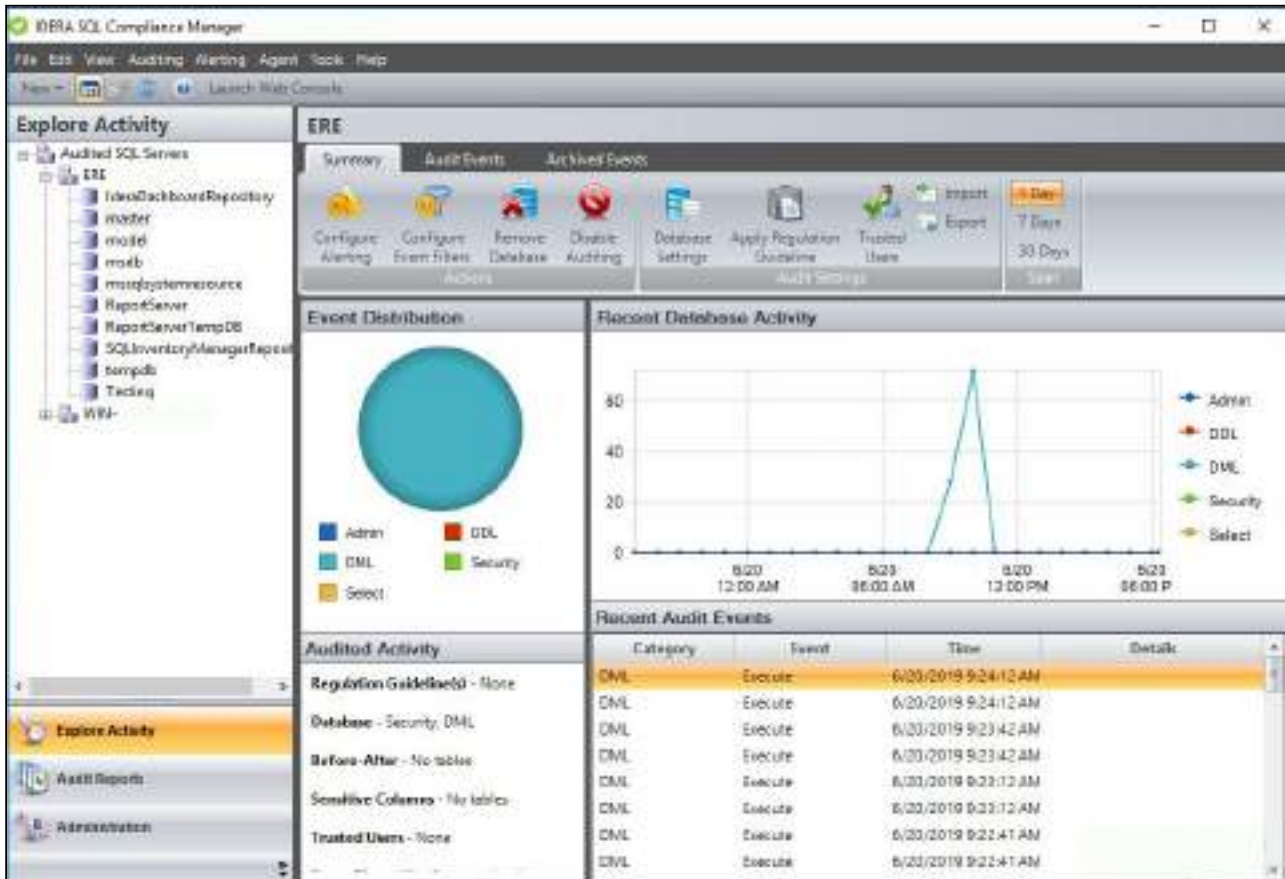 IDERA SQL Compliance Manager
File Edit View Auditing Alerting Agent Tools Help
New Launch Web Console
Explore Activity
Audited SQL Servers
ERE
IderaDashboardRepository
master
model
msdb
mssqlsystemresource
ReportServer
ReportServerTempDB
SQLInventoryManagerReposit
tempdb
Testing
WIN-
Explore Activity
Audit Reports
Administration
ERE
Summary Audit Events Archived Events
Configure Alerting
Configure Event Filters
Remove Database
Disable Auditing
Actions
Database Settings
Apply Regulation Guideline
Trusted Users
Import
Export
Audit Settings
1 Day
7 Days
30 Days
Span
Event Distribution
Admin DDL
DML Security
Select
Recent Database Activity
60
40
20
0
6/20 12:00 AM
6/20 06:00 AM
6/20 12:00 PM
6/20 06:00 P
Admin
DDL
DML
Security
Select
Audited Activity
Regulation Guideline(s) - None
Database - Security, DML
Before-After - No tables
Sensitive Columns - No tables
Trusted Users - None
Recent Audit Events
Category Event Time Details
DML Execute 6/20/2019 9:24:12 AM
DML Execute 6/20/2019 9:24:12 AM
DML Execute 6/20/2019 9:23:42 AM
DML Execute 6/20/2019 9:23:42 AM
DML Execute 6/20/2019 9:23:12 AM
DML Execute 6/20/2019 9:23:12 AM
DML Execute 6/20/2019 9:22:41 AM
DML Execute 6/20/2019 9:22:41 AM